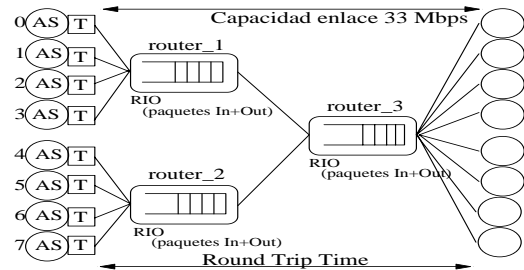 Capacidad enlace 33 Mbps
0 AS T
1 AS T
2 AS T
3 AS T
router_1
RIO
(paquetes In+Out)
router_3
RIO
(paquetes In+Out)
4 AS T
5 AS T
6 AS T
7 AS T
router_2
RIO
(paquetes In+Out)
Round Trip Time